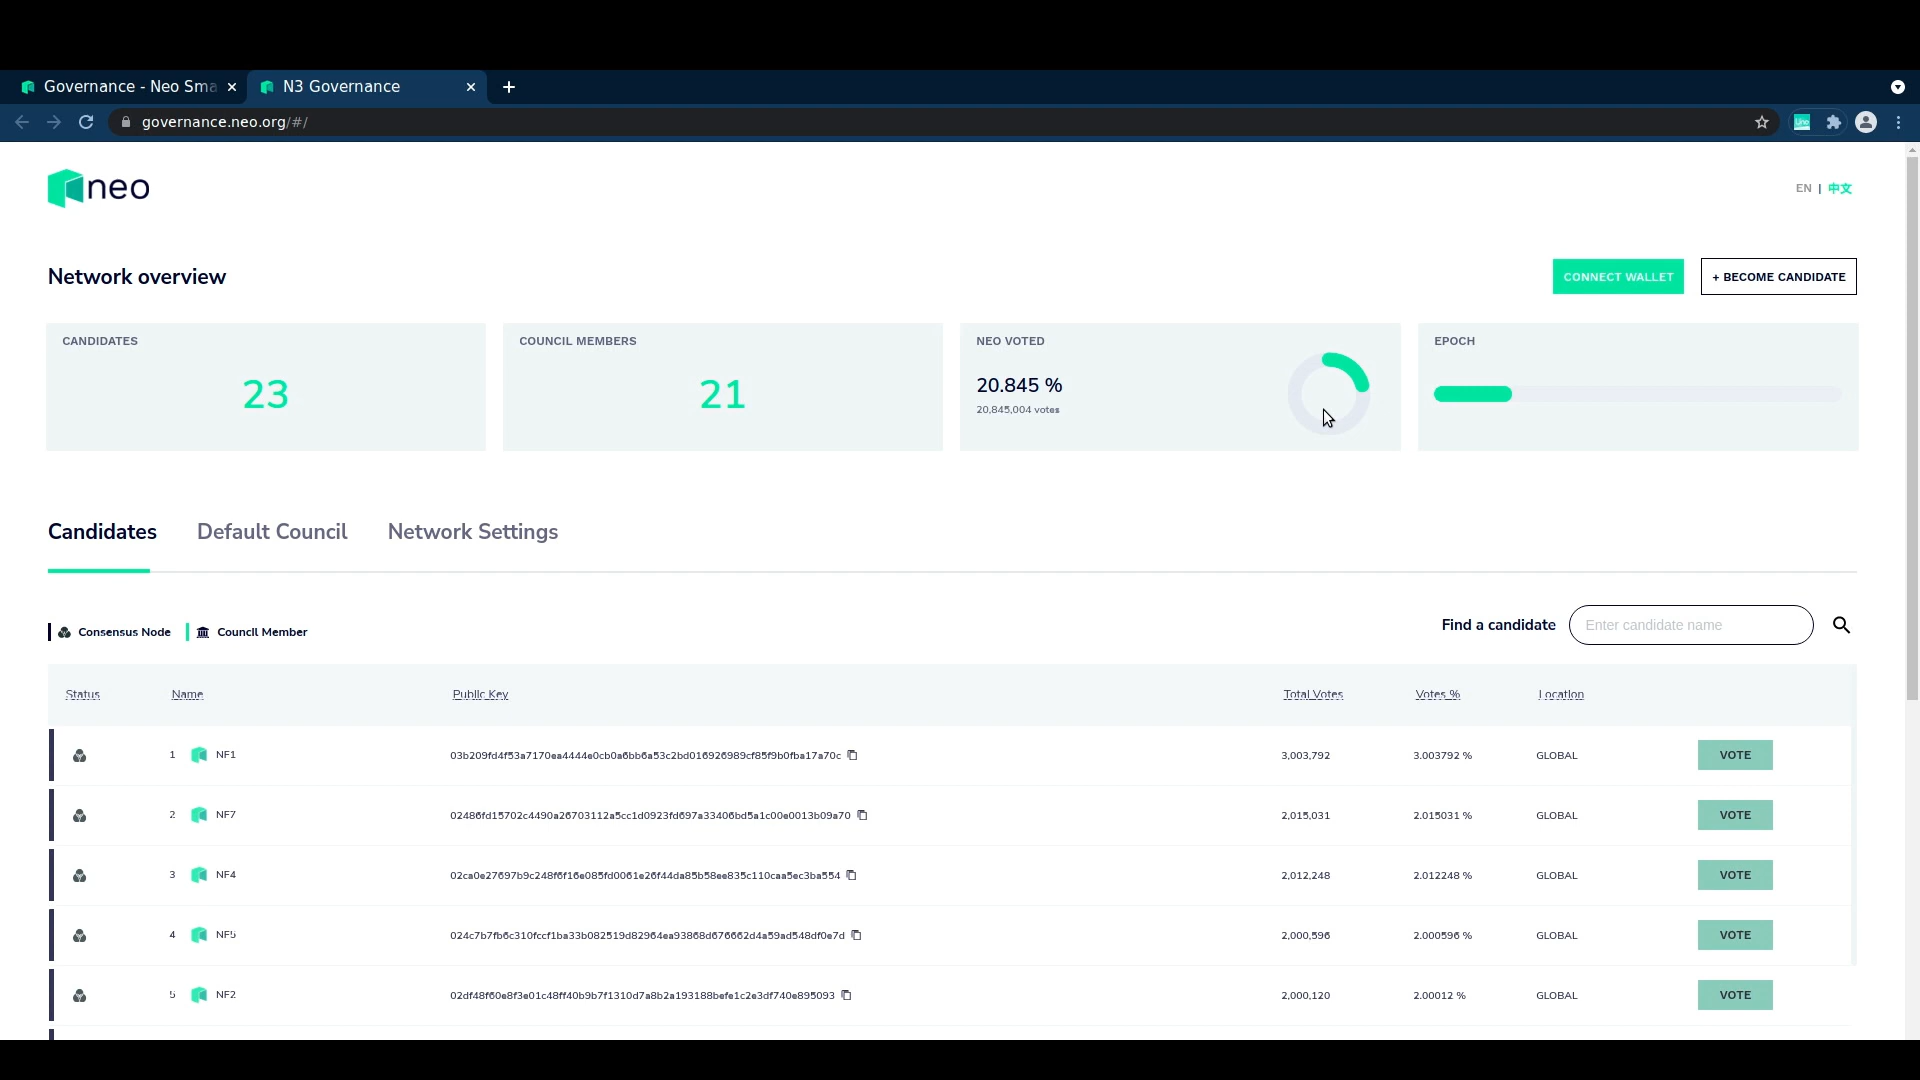 Governance - Neo Sma
N3 Governance
governance.neo.org/#/
neo
EN | 中文
Network overview
CONNECT WALLET
+ BECOME CANDIDATE
CANDIDATES
23
COUNCIL MEMBERS
21
NEO VOTED
20.845 %
20,845,004 votes
EPOCH
Candidates
Default Council
Network Settings
Consensus Node
Council Member
Find a candidate
Enter candidate name
Status Name Public Key Total Votes Votes % Location
1 NF1 03b209fd4f53a7170ea4444e0cb0a6bb6a53c2bd016926989cf85f9b0fba17a70c 3,003,792 3.003792 % GLOBAL VOTE
2 NF7 02486fd15702c4490a26703112a5cc1d0923fd697a33406bd5a1c00e0013b09a70 2,015,031 2.015031 % GLOBAL VOTE
3 NF4 02ca0e27697b9c248f6f16e085fd0061e26f44da85b58ee835c110caa5ec3ba554 2,012,248 2.012248 % GLOBAL VOTE
4 NF5 024c7b7fb6c310fccf1ba33b082519d82964ea93868d676662d4a59ad548df0e7d 2,000,596 2.000596 % GLOBAL VOTE
5 NF2 02df48f60e8f3e01c48ff40b9b7f1310d7a8b2a193188befe1c2e3df740e895093 2,000,120 2.00012 % GLOBAL VOTE